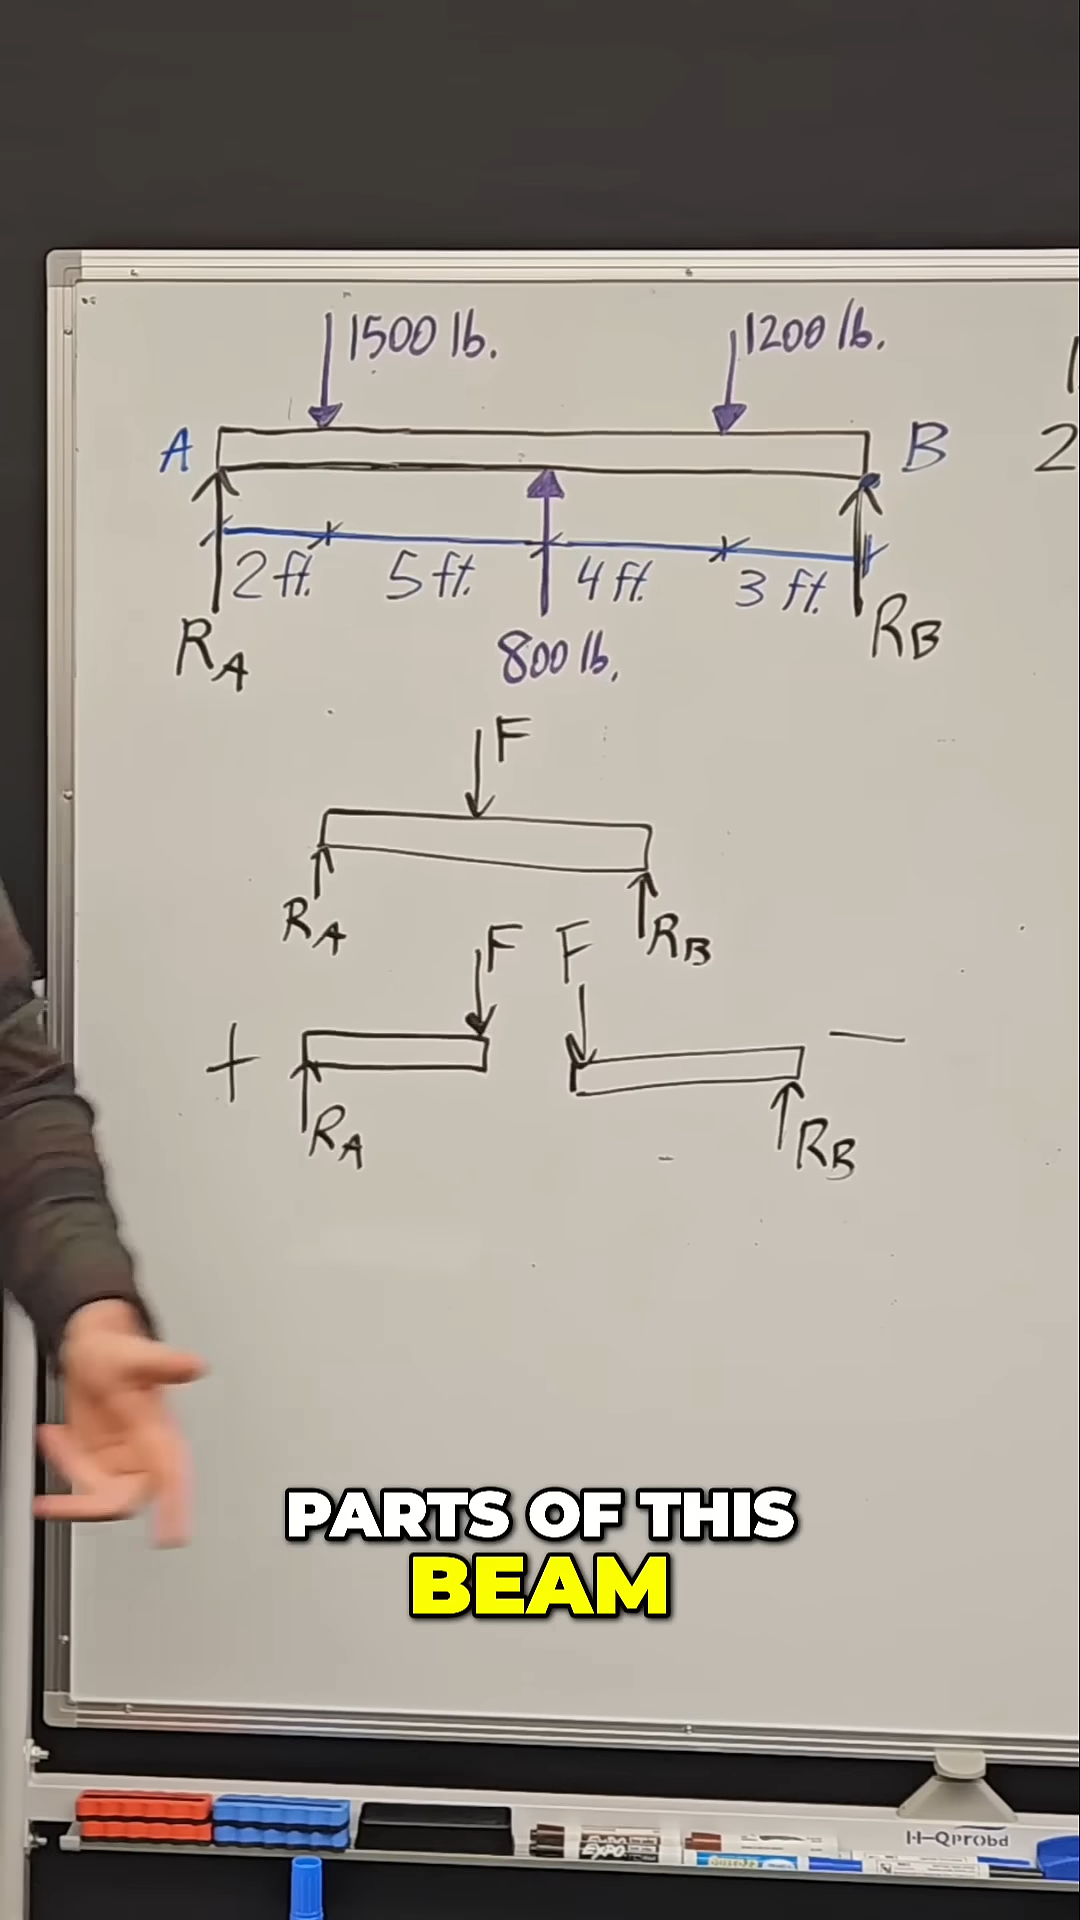 1500 lb.
1200 lb.
A
B
2
2 ft.
5 ft.
4 ft.
3 ft.
RA
800 lb.
RB
F
RA
RB
F
F
+
−
RA
RB
PARTS OF THIS
BEAM
EXPO